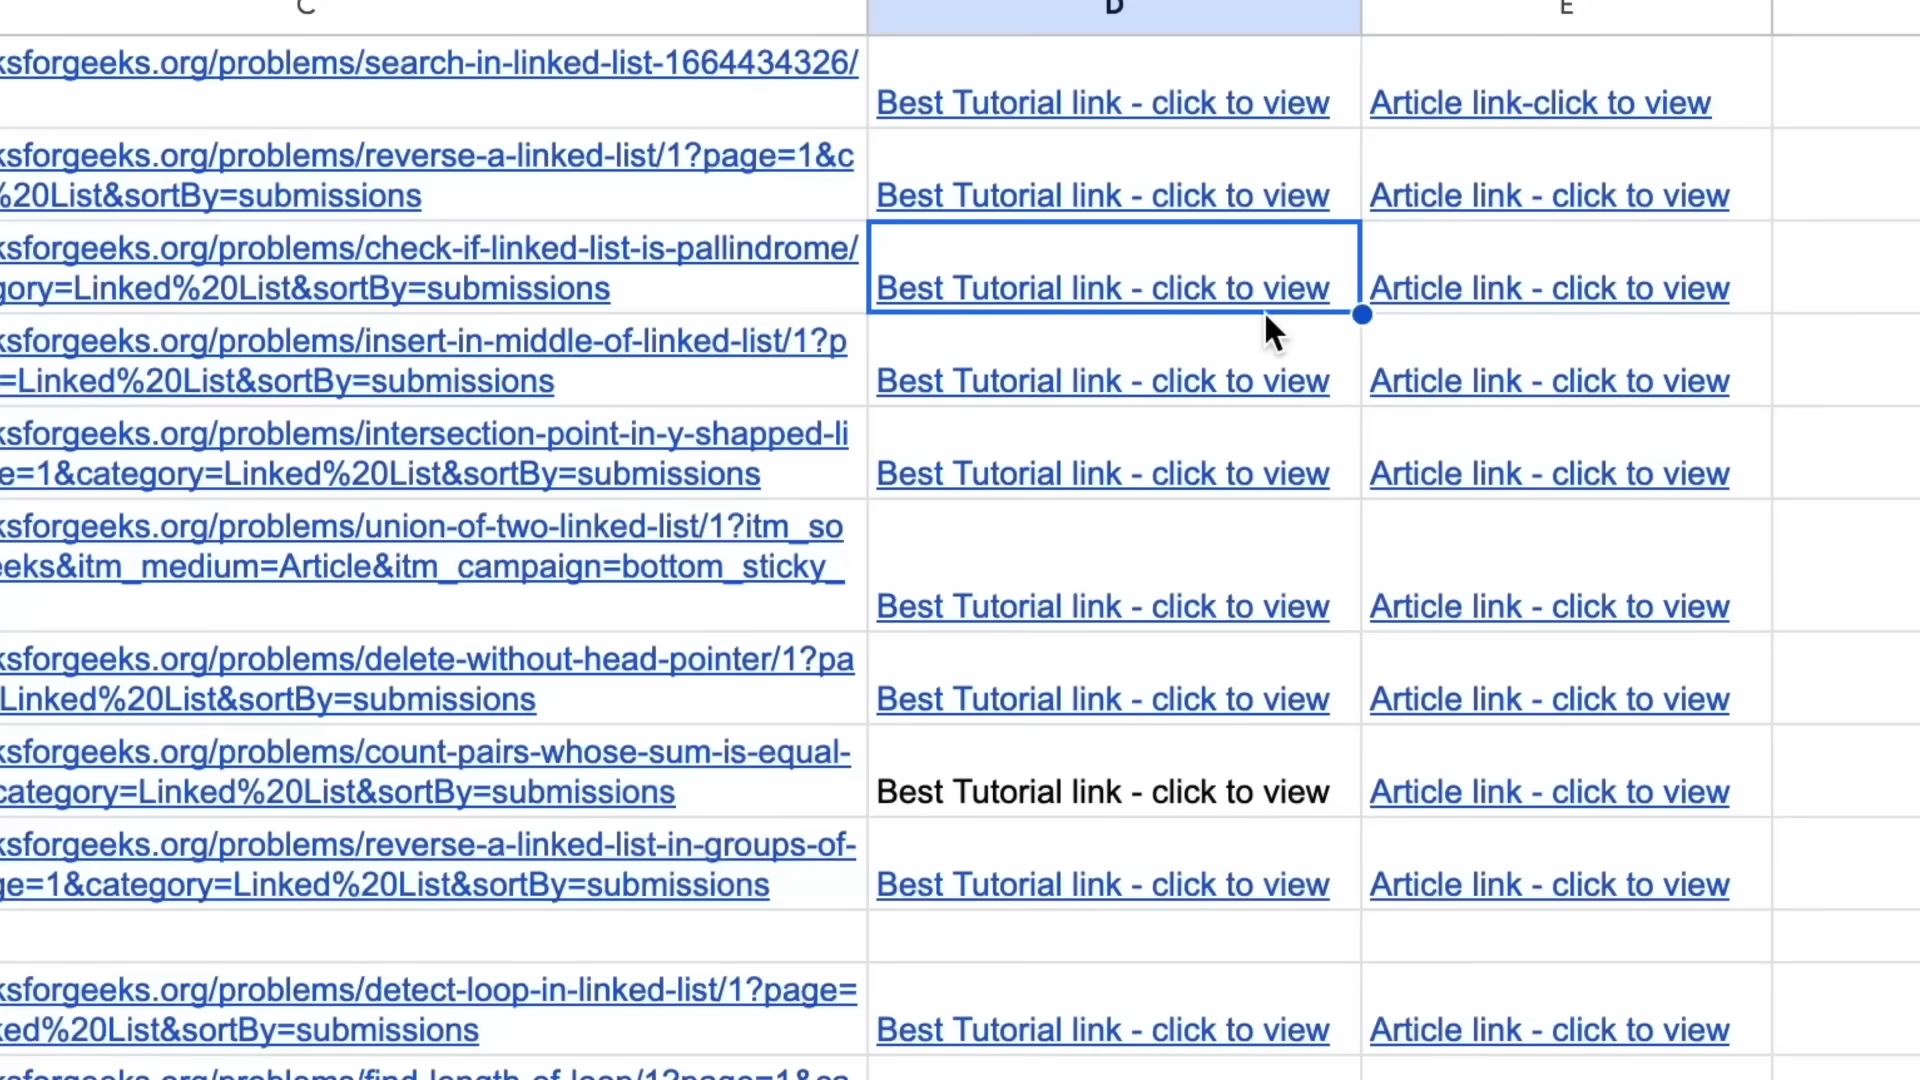 C D E
ksforgeeks.org/problems/search-in-linked-list-1664434326/
Best Tutorial link - click to view Article link-click to view
ksforgeeks.org/problems/reverse-a-linked-list/1?page=1&c
%20List&sortBy=submissions Best Tutorial link - click to view Article link - click to view
ksforgeeks.org/problems/check-if-linked-list-is-pallindrome/
gory=Linked%20List&sortBy=submissions Best Tutorial link - click to view Article link - click to view
ksforgeeks.org/problems/insert-in-middle-of-linked-list/1?p
=Linked%20List&sortBy=submissions Best Tutorial link - click to view Article link - click to view
ksforgeeks.org/problems/intersection-point-in-y-shapped-li
e=1&category=Linked%20List&sortBy=submissions Best Tutorial link - click to view Article link - click to view
ksforgeeks.org/problems/union-of-two-linked-list/1?itm_so
eeks&itm_medium=Article&itm_campaign=bottom_sticky_
Best Tutorial link - click to view Article link - click to view
ksforgeeks.org/problems/delete-without-head-pointer/1?pa
Linked%20List&sortBy=submissions Best Tutorial link - click to view Article link - click to view
ksforgeeks.org/problems/count-pairs-whose-sum-is-equal-
category=Linked%20List&sortBy=submissions Best Tutorial link - click to view Article link - click to view
ksforgeeks.org/problems/reverse-a-linked-list-in-groups-of-
ge=1&category=Linked%20List&sortBy=submissions Best Tutorial link - click to view Article link - click to view
ksforgeeks.org/problems/detect-loop-in-linked-list/1?page=
ked%20List&sortBy=submissions Best Tutorial link - click to view Article link - click to view
ksforgeeks.org/problems/find-length-of-loop/1?page=1&ca